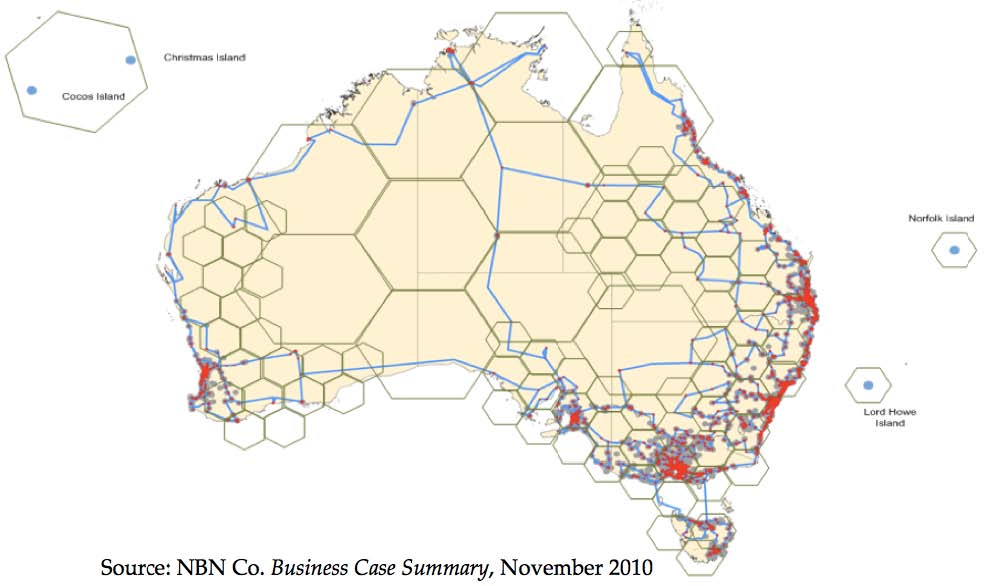 Christmas Island
Cocos Island
Norfolk Island
Lord Howe
Island
Source: NBN Co. Business Case Summary, November 2010